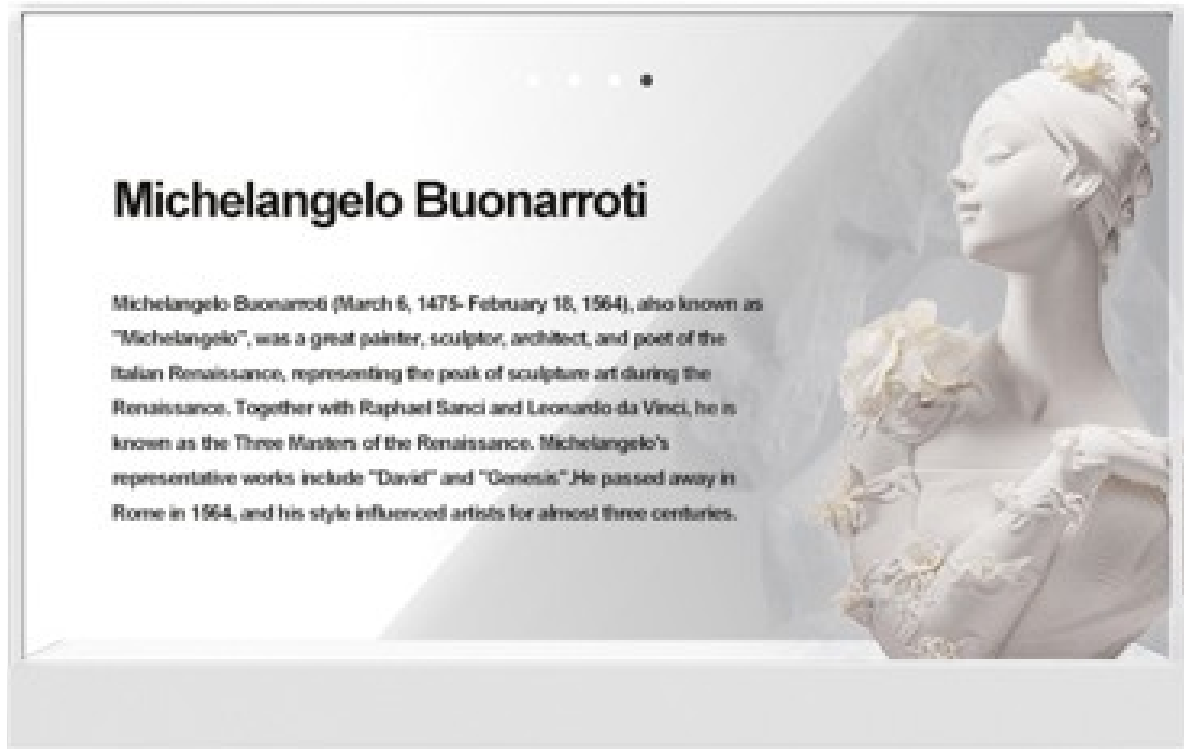 Michelangelo Buonarroti
Michelangelo Buonarroti (March 6, 1475- February 18, 1564), also known as
"Michelangelo", was a great painter, sculptor, architect, and poet of the
Italian Renaissance, representing the peak of sculpture art during the
Renaissance. Together with Raphael Sanci and Leonardo da Vinci, he is
known as the Three Masters of the Renaissance. Michelangelo's
representative works include "David" and "Genesis".He passed away in
Rome in 1564, and his style influenced artists for almost three centuries.